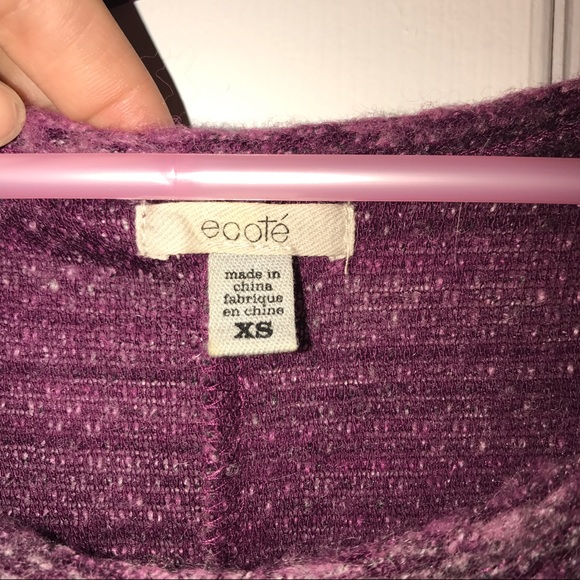 ecoté
made in
china
fabriqué
en chine
XS